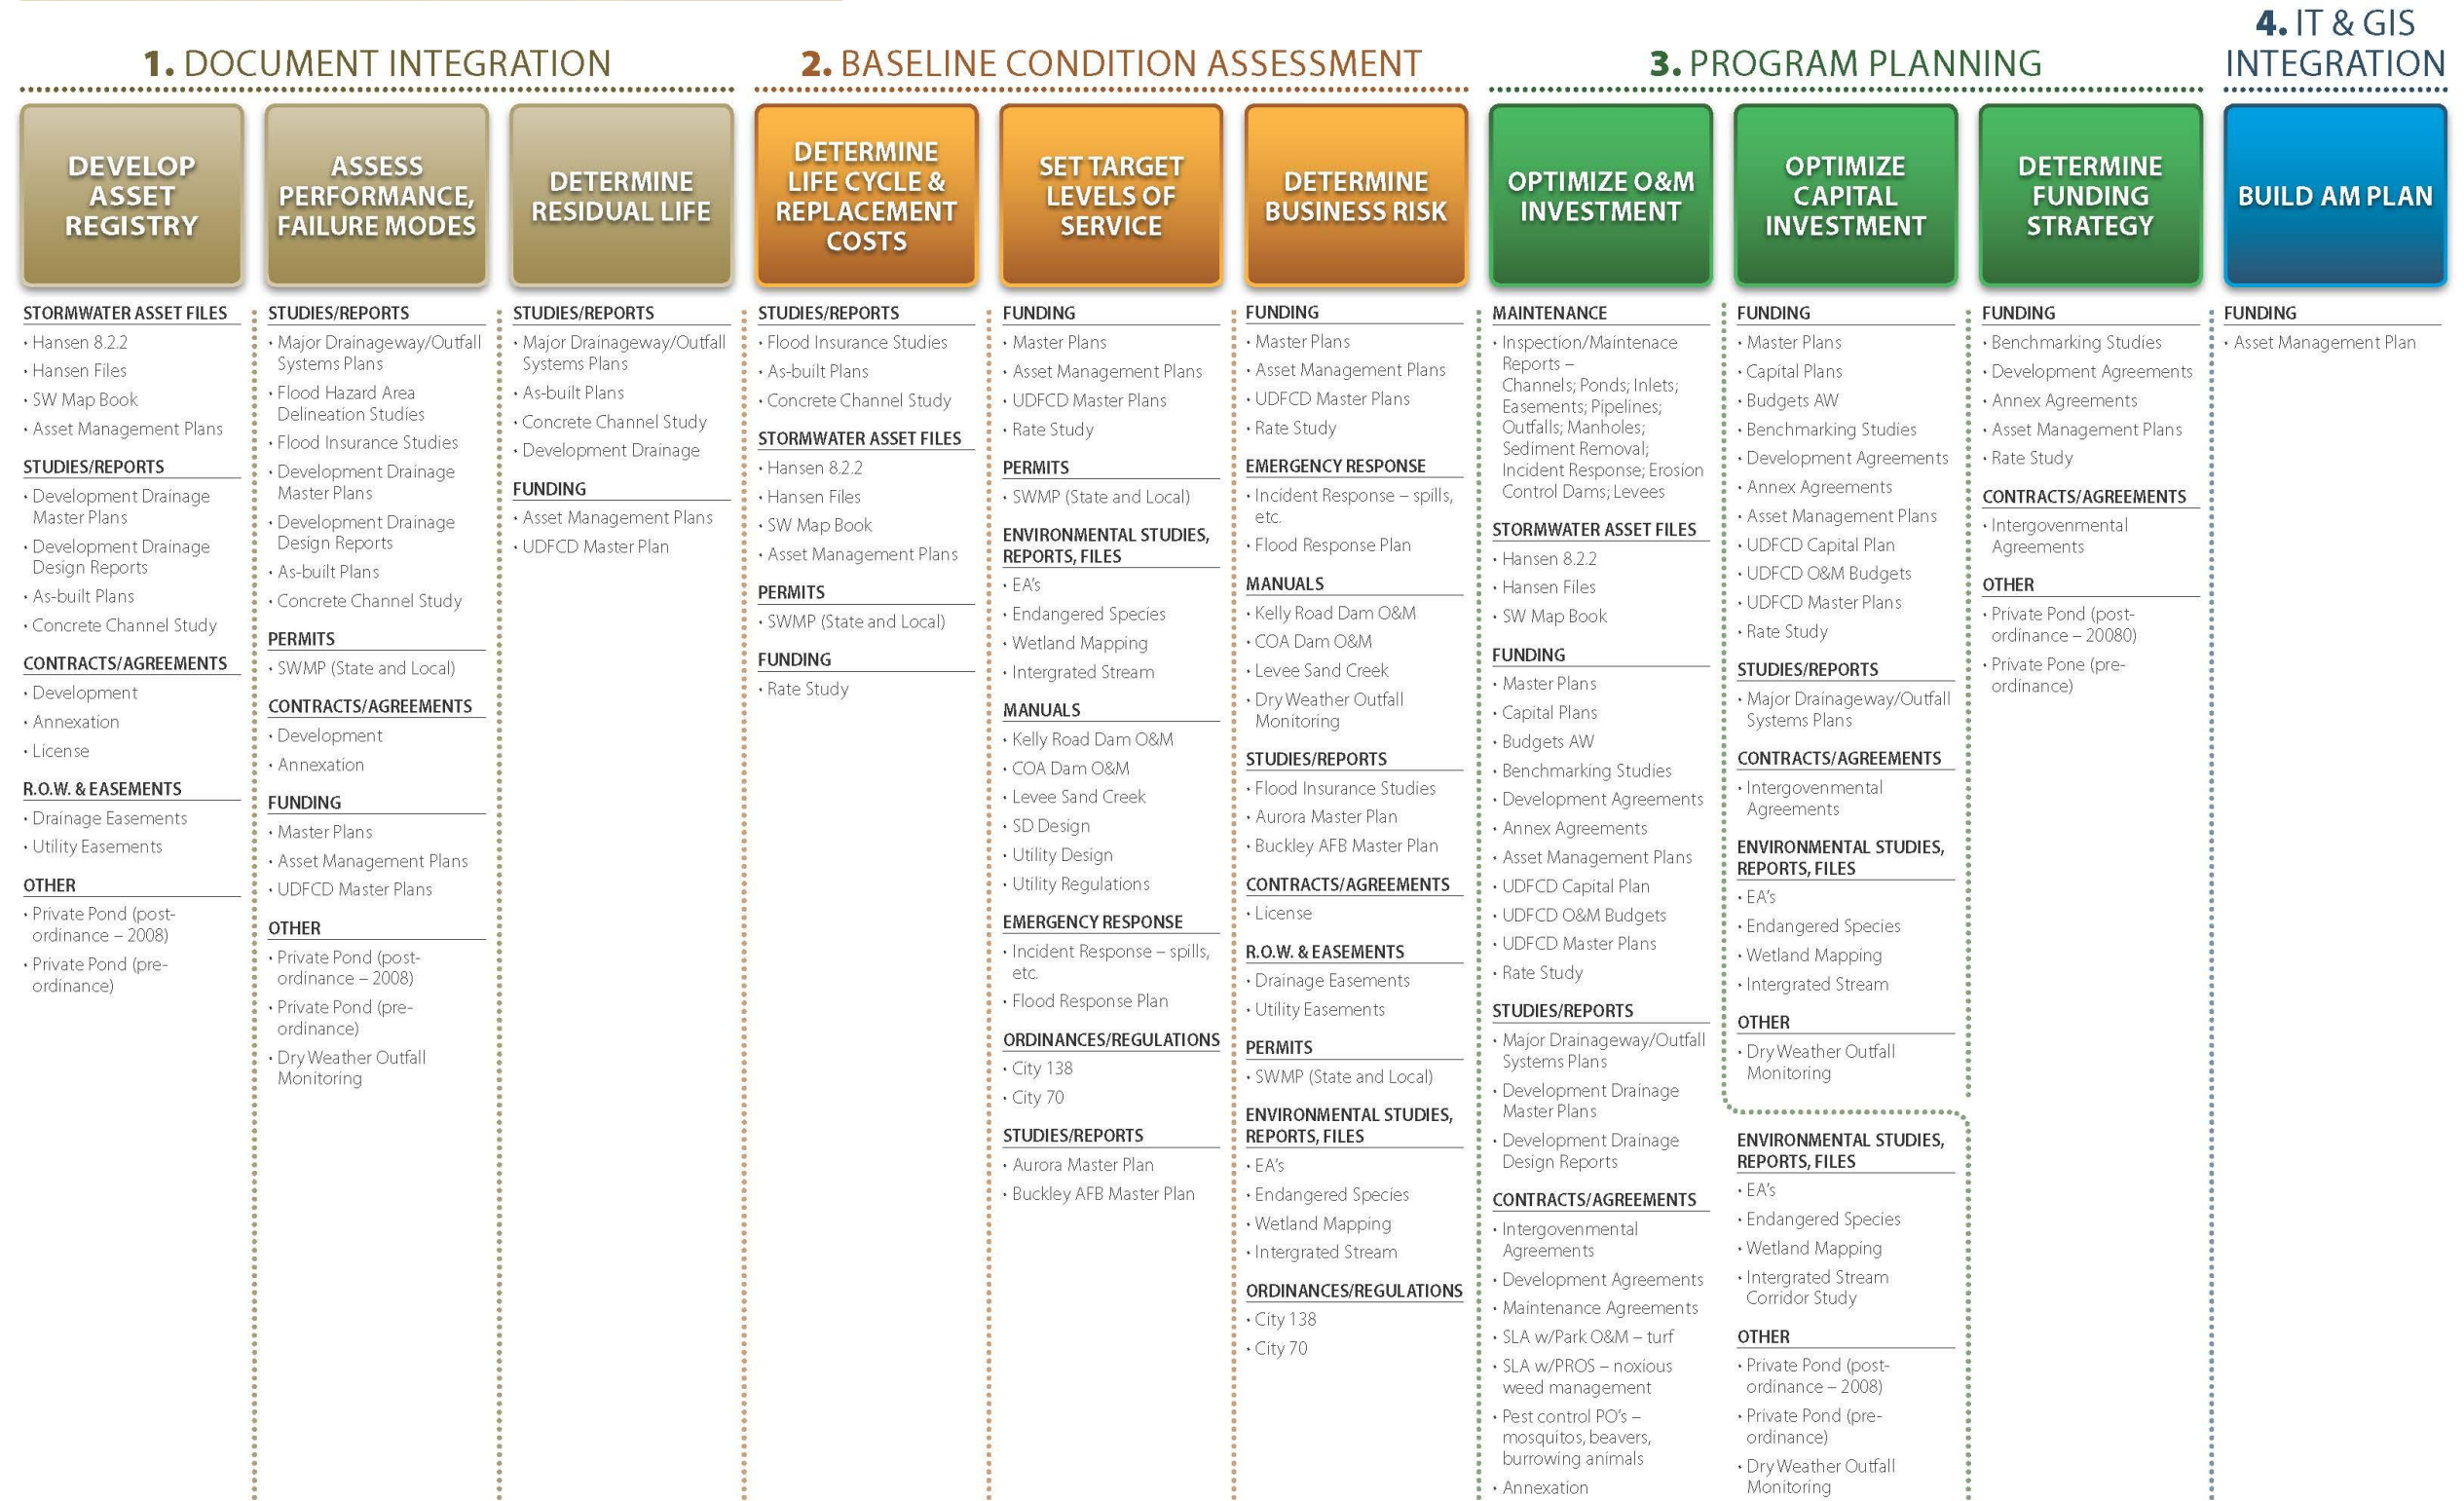 1. DOCUMENT INTEGRATION
2. BASELINE CONDITION ASSESSMENT
3. PROGRAM PLANNING
4. IT & GIS
INTEGRATION
DEVELOP
ASSET
REGISTRY
STORMWATER ASSET FILES
• Hansen 8.2.2
• Hansen Files
• SW Map Book
• Asset Management Plans
STUDIES/REPORTS
• Development Drainage
Master Plans
• Development Drainage
Design Reports
• As-built Plans
• Concrete Channel Study
CONTRACTS/AGREEMENTS
• Development
• Annexation
• License
R.O.W. & EASEMENTS
• Drainage Easements
• Utility Easements
OTHER
• Private Pond (post-
ordinance – 2008)
• Private Pond (pre-
ordinance)
ASSESS
PERFORMANCE,
FAILURE MODES
STUDIES/REPORTS
• Major Drainageway/Outfall
Systems Plans
• Flood Hazard Area
Delineation Studies
• Flood Insurance Studies
• Development Drainage
Master Plans
• Development Drainage
Design Reports
• As-built Plans
• Concrete Channel Study
PERMITS
• SWMP (State and Local)
CONTRACTS/AGREEMENTS
• Development
• Annexation
FUNDING
• Master Plans
• Asset Management Plans
• UDFCD Master Plans
OTHER
• Private Pond (post-
ordinance – 2008)
• Private Pond (pre-
ordinance)
• Dry Weather Outfall
Monitoring
DETERMINE
RESIDUAL LIFE
STUDIES/REPORTS
• Major Drainageway/Outfall
Systems Plans
• As-built Plans
• Concrete Channel Study
• Development Drainage
FUNDING
• Asset Management Plans
• UDFCD Master Plan
DETERMINE
LIFE CYCLE &
REPLACEMENT
COSTS
STUDIES/REPORTS
• Flood Insurance Studies
• As-built Plans
• Concrete Channel Study
STORMWATER ASSET FILES
• Hansen 8.2.2
• Hansen Files
• SW Map Book
• Asset Management Plans
PERMITS
• SWMP (State and Local)
FUNDING
• Rate Study
SET TARGET
LEVELS OF
SERVICE
FUNDING
• Master Plans
• Asset Management Plans
• UDFCD Master Plans
• Rate Study
PERMITS
• SWMP (State and Local)
ENVIRONMENTAL STUDIES,
REPORTS, FILES
• EA's
• Endangered Species
• Wetland Mapping
• Intergrated Stream
MANUALS
• Kelly Road Dam O&M
• COA Dam O&M
• Levee Sand Creek
• SD Design
• Utility Design
• Utility Regulations
EMERGENCY RESPONSE
• Incident Response – spills,
etc.
• Flood Response Plan
ORDINANCES/REGULATIONS
• City 138
• City 70
STUDIES/REPORTS
• Aurora Master Plan
• Buckley AFB Master Plan
DETERMINE
BUSINESS RISK
FUNDING
• Master Plans
• Asset Management Plans
• UDFCD Master Plans
• Rate Study
EMERGENCY RESPONSE
• Incident Response – spills,
etc.
• Flood Response Plan
MANUALS
• Kelly Road Dam O&M
• COA Dam O&M
• Levee Sand Creek
• Dry Weather Outfall
Monitoring
STUDIES/REPORTS
• Flood Insurance Studies
• Aurora Master Plan
• Buckley AFB Master Plan
CONTRACTS/AGREEMENTS
• License
R.O.W. & EASEMENTS
• Drainage Easements
• Utility Easements
PERMITS
• SWMP (State and Local)
ENVIRONMENTAL STUDIES,
REPORTS, FILES
• EA's
• Endangered Species
• Wetland Mapping
• Intergrated Stream
ORDINANCES/REGULATIONS
• City 138
• City 70
OPTIMIZE O&M
INVESTMENT
MAINTENANCE
• Inspection/Maintenace
Reports –
Channels; Ponds; Inlets;
Easements; Pipelines;
Outfalls; Manholes;
Sediment Removal;
Incident Response; Erosion
Control Dams; Levees
STORMWATER ASSET FILES
• Hansen 8.2.2
• Hansen Files
• SW Map Book
FUNDING
• Master Plans
• Capital Plans
• Budgets AW
• Benchmarking Studies
• Development Agreements
• Annex Agreements
• Asset Management Plans
• UDFCD Capital Plan
• UDFCD O&M Budgets
• UDFCD Master Plans
• Rate Study
STUDIES/REPORTS
• Major Drainageway/Outfall
Systems Plans
• Development Drainage
Master Plans
• Development Drainage
Design Reports
CONTRACTS/AGREEMENTS
• Intergovenmental
Agreements
• Development Agreements
• Maintenance Agreements
• SLA w/Park O&M – turf
• SLA w/PROS – noxious
weed management
• Pest control PO's –
mosquitos, beavers,
burrowing animals
• Annexation
ENVIRONMENTAL STUDIES,
REPORTS, FILES
• EA's
• Endangered Species
• Wetland Mapping
• Intergrated Stream
Corridor Study
OTHER
• Private Pond (post-
ordinance – 2008)
• Private Pond (pre-
ordinance)
• Dry Weather Outfall
Monitoring
OPTIMIZE
CAPITAL
INVESTMENT
FUNDING
• Master Plans
• Capital Plans
• Budgets AW
• Benchmarking Studies
• Development Agreements
• Annex Agreements
• Asset Management Plans
• UDFCD Capital Plan
• UDFCD O&M Budgets
• UDFCD Master Plans
• Rate Study
STUDIES/REPORTS
• Major Drainageway/Outfall
Systems Plans
CONTRACTS/AGREEMENTS
• Intergovenmental
Agreements
ENVIRONMENTAL STUDIES,
REPORTS, FILES
• EA's
• Endangered Species
• Wetland Mapping
• Intergrated Stream
OTHER
• Dry Weather Outfall
Monitoring
DETERMINE
FUNDING
STRATEGY
FUNDING
• Benchmarking Studies
• Development Agreements
• Annex Agreements
• Asset Management Plans
• Rate Study
CONTRACTS/AGREEMENTS
• Intergovenmental
Agreements
OTHER
• Private Pond (post-
ordinance – 20080)
• Private Pone (pre-
ordinance)
BUILD AM PLAN
FUNDING
• Asset Management Plan